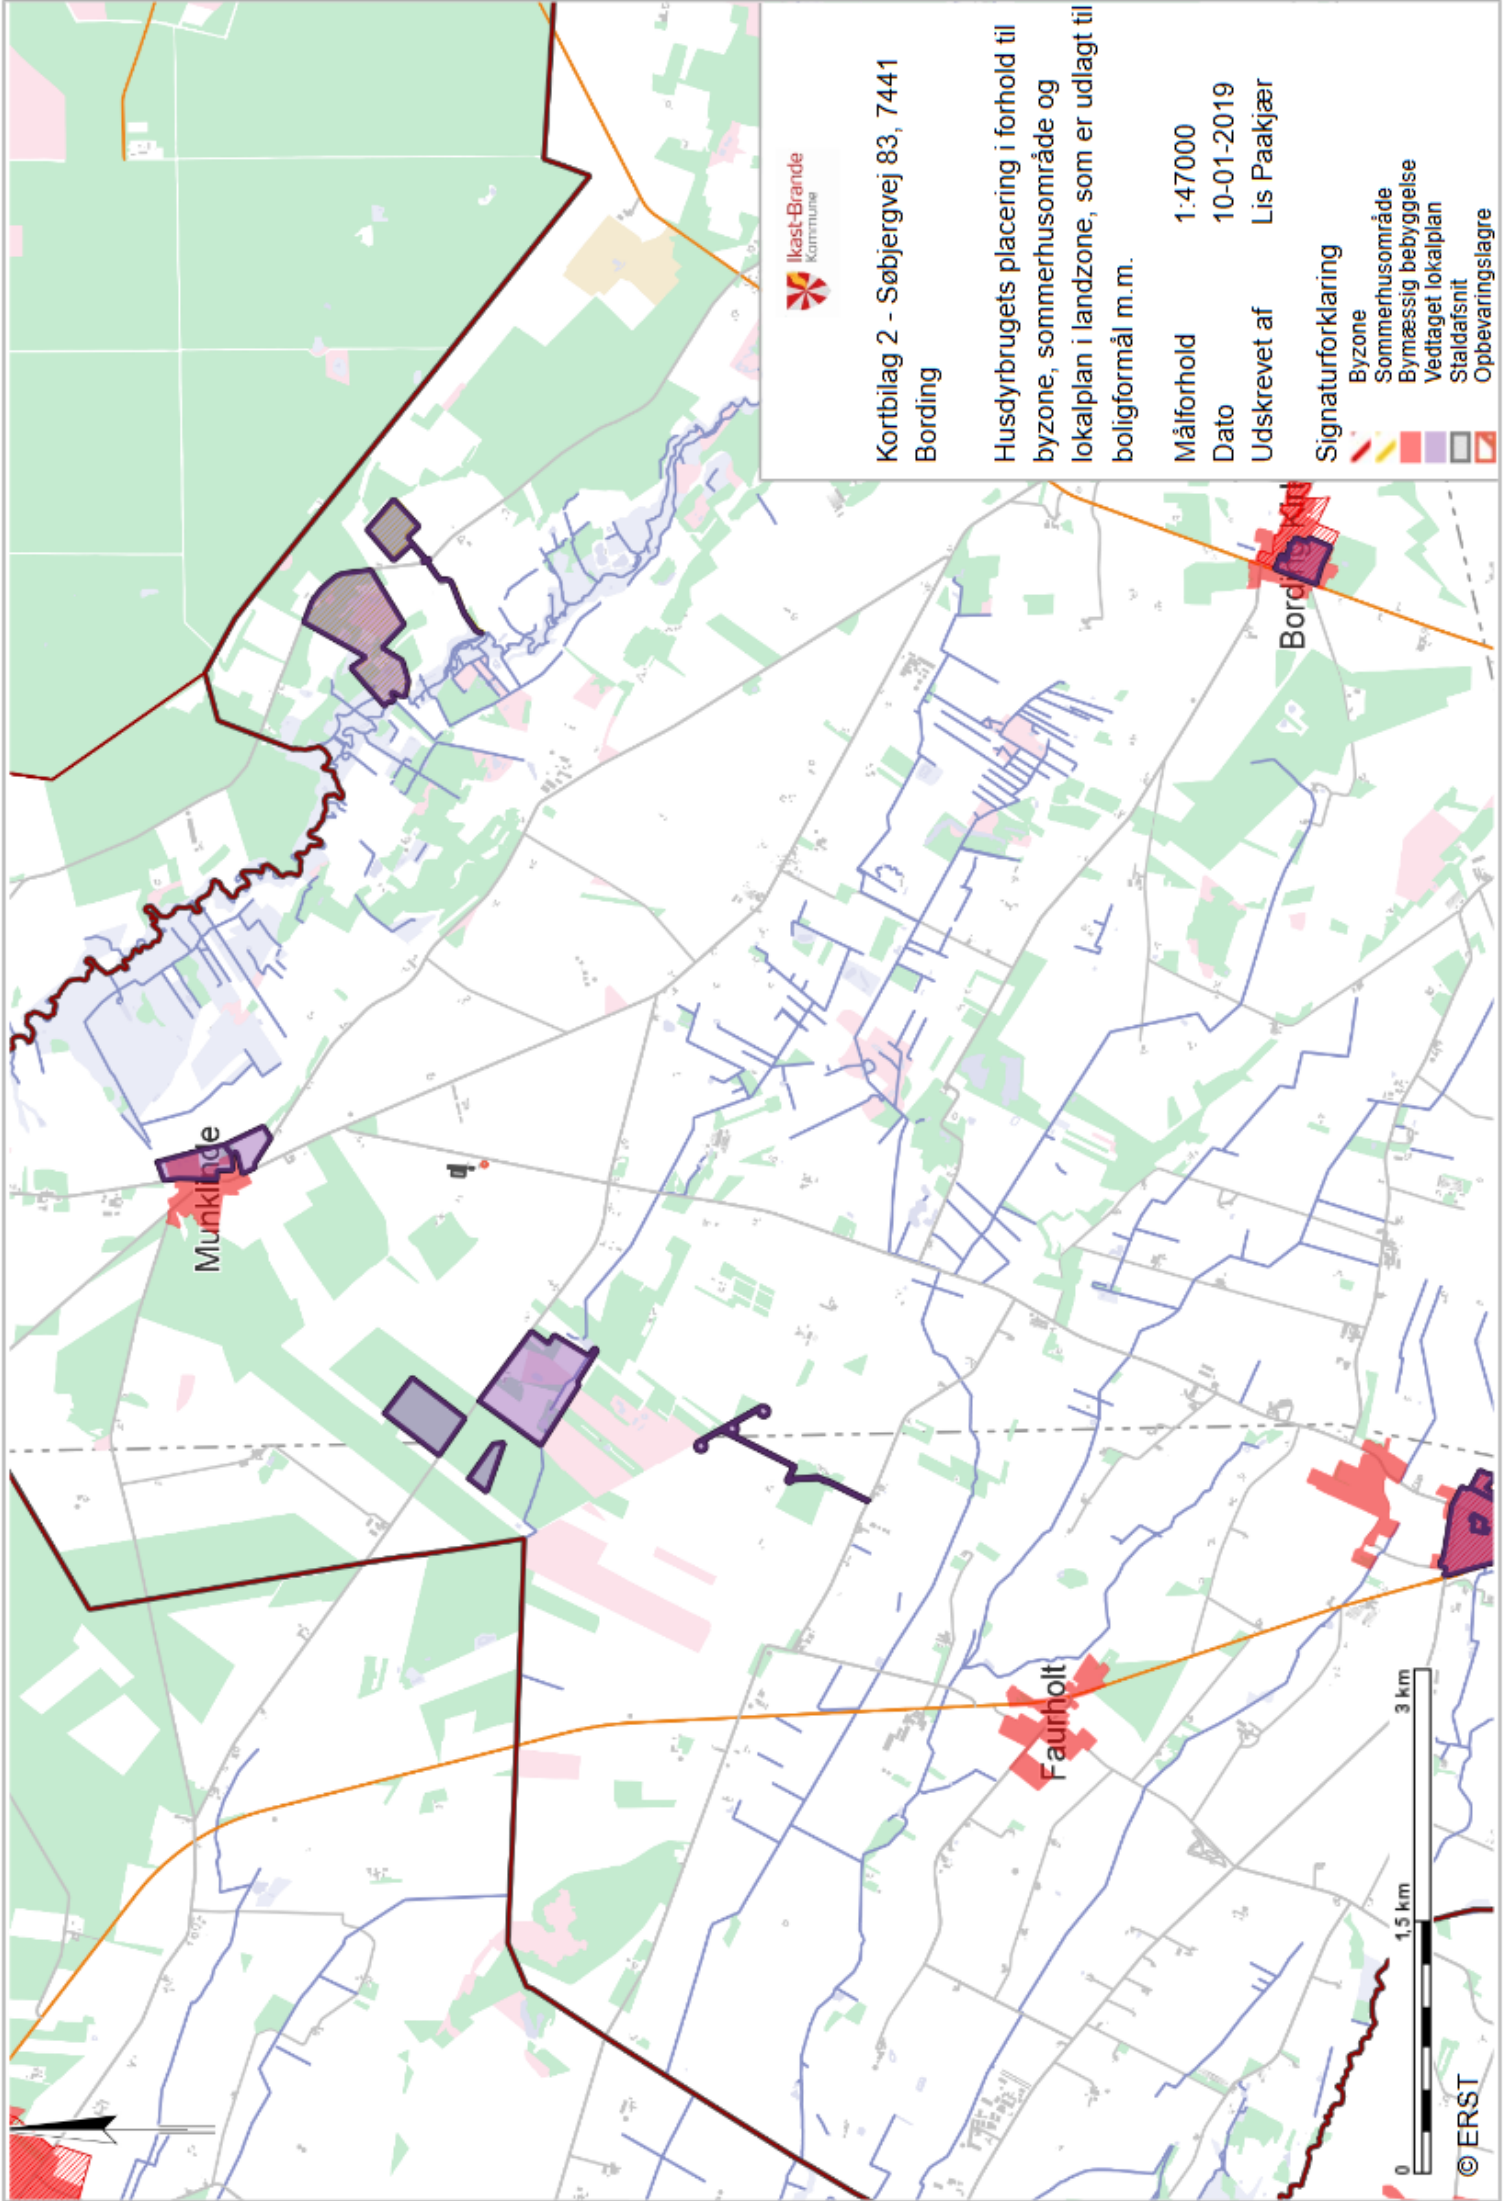 Ikast-Brande
Kommune
Kortbilag 2 - Søbjergvej 83, 7441
Bording
Husdyrbrugets placering i forhold til
byzone, sommerhusområde og
lokalplan i landzone, som er udlagt til
boligformål m.m.
Målforhold 1:47000
Dato 10-01-2019
Udskrevet af Lis Paakjær
Signaturforklaring
Byzone
Sommerhusområde
Bymæssig bebyggelse
Vedtaget lokalplan
Staldafsnit
Opbevaringslagre
Munklinde
Faurholt
Bording
0 1,5 km 3 km
© ERST